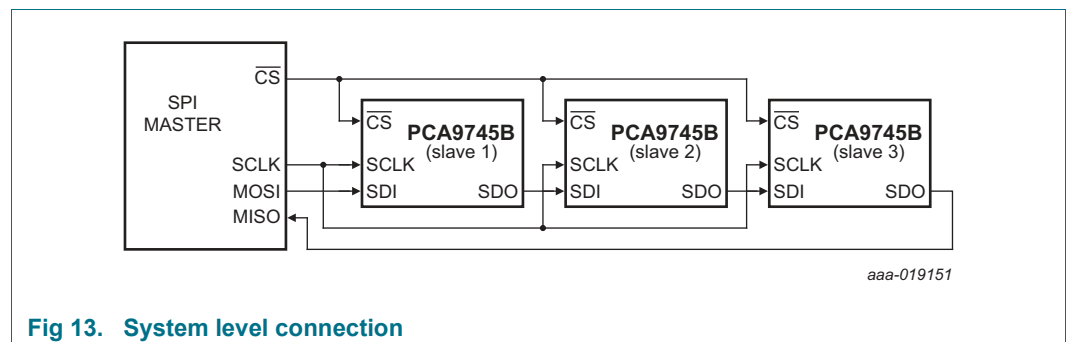 CS
SPI
MASTER
SCLK
MOSI
MISO
CS
PCA9745B
(slave 1)
SCLK
SDI
SDO
CS
PCA9745B
(slave 2)
SCLK
SDI
SDO
CS
PCA9745B
(slave 3)
SCLK
SDI
SDO
aaa-019151
Fig 13. System level connection